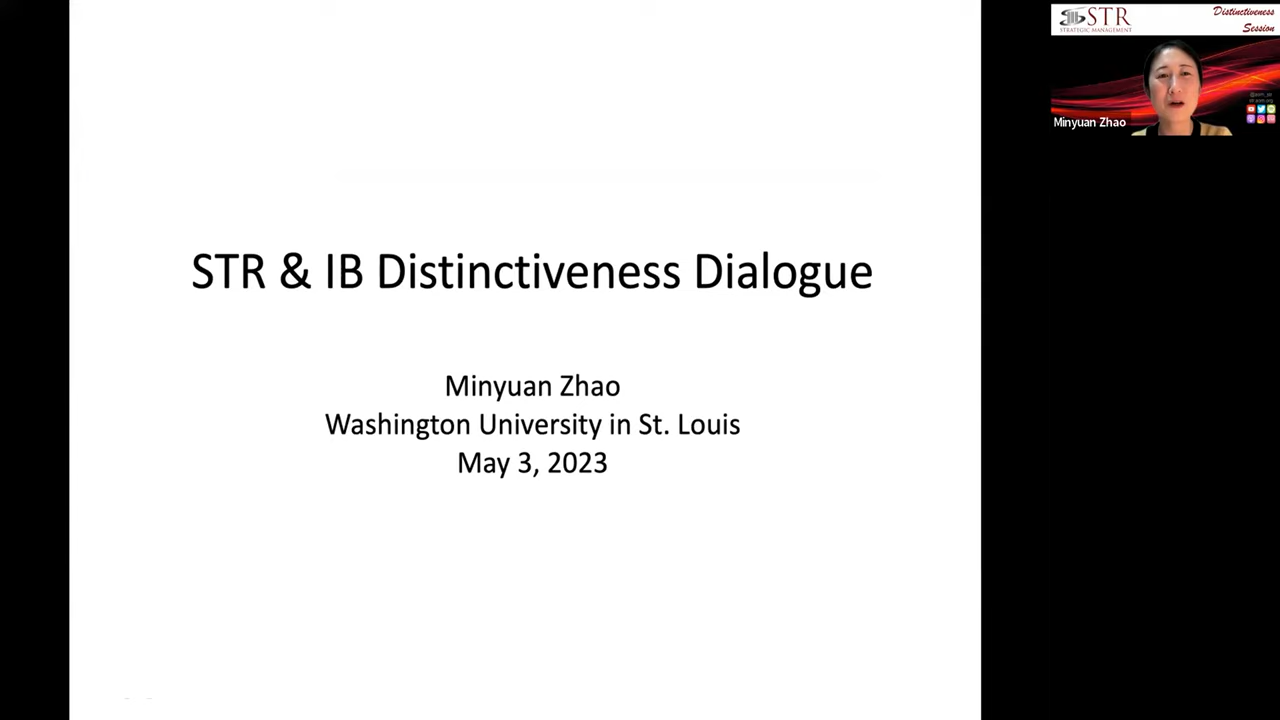 STR & IB Distinctiveness Dialogue
Minyuan Zhao
Washington University in St. Louis
May 3, 2023
STR
STRATEGIC MANAGEMENT
Distinctiveness
Session
Minyuan Zhao